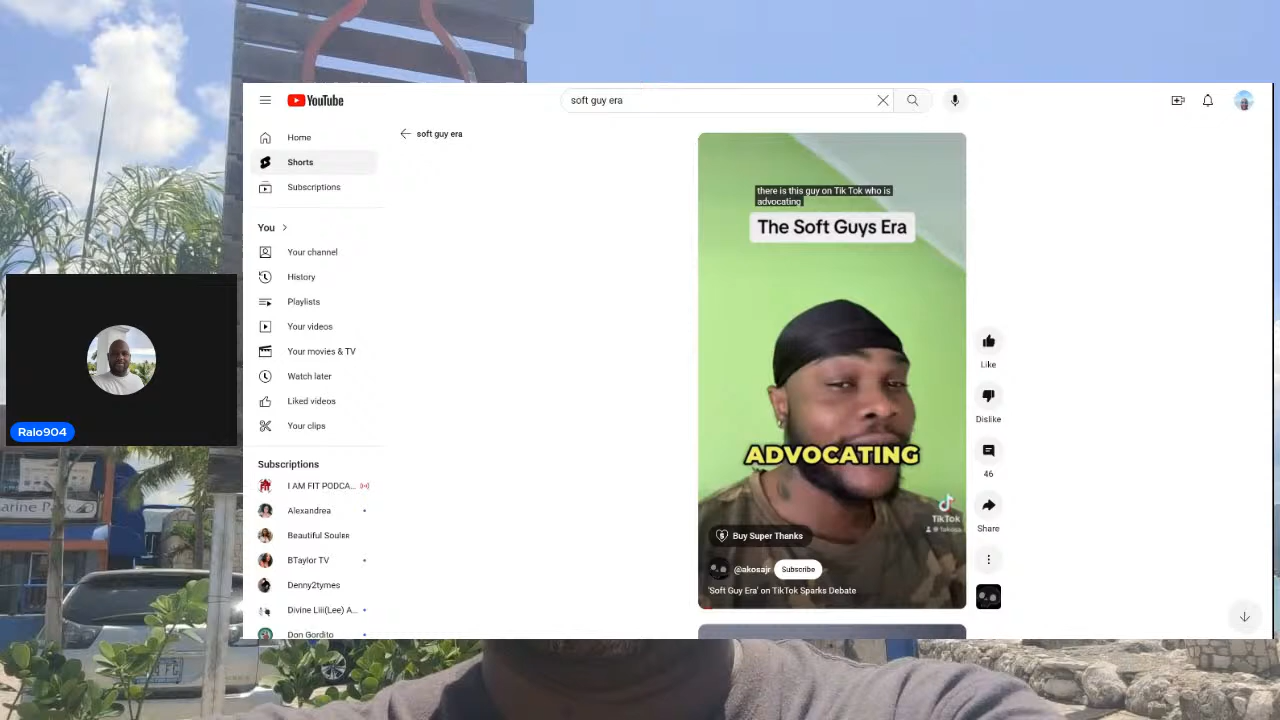 YouTube
soft guy era
Home
soft guy era
Shorts
Subscriptions
there is this guy on Tik Tok who is
advocating
The Soft Guys Era
You
Your channel
History
Playlists
Your videos
Your movies & TV
Watch later
Liked videos
Your clips
Like
Dislike
46
Share
ADVOCATING
TikTok
Ralo904
Subscriptions
I AM FIT PODCA...
Alexandrea
Beautiful Soulee
BTaylor TV
Denny2tymes
Divine Liii(Lee) A...
Don Gordito
Buy Super Thanks
@akosajr
Subscribe
'Soft Guy Era' on TikTok Sparks Debate